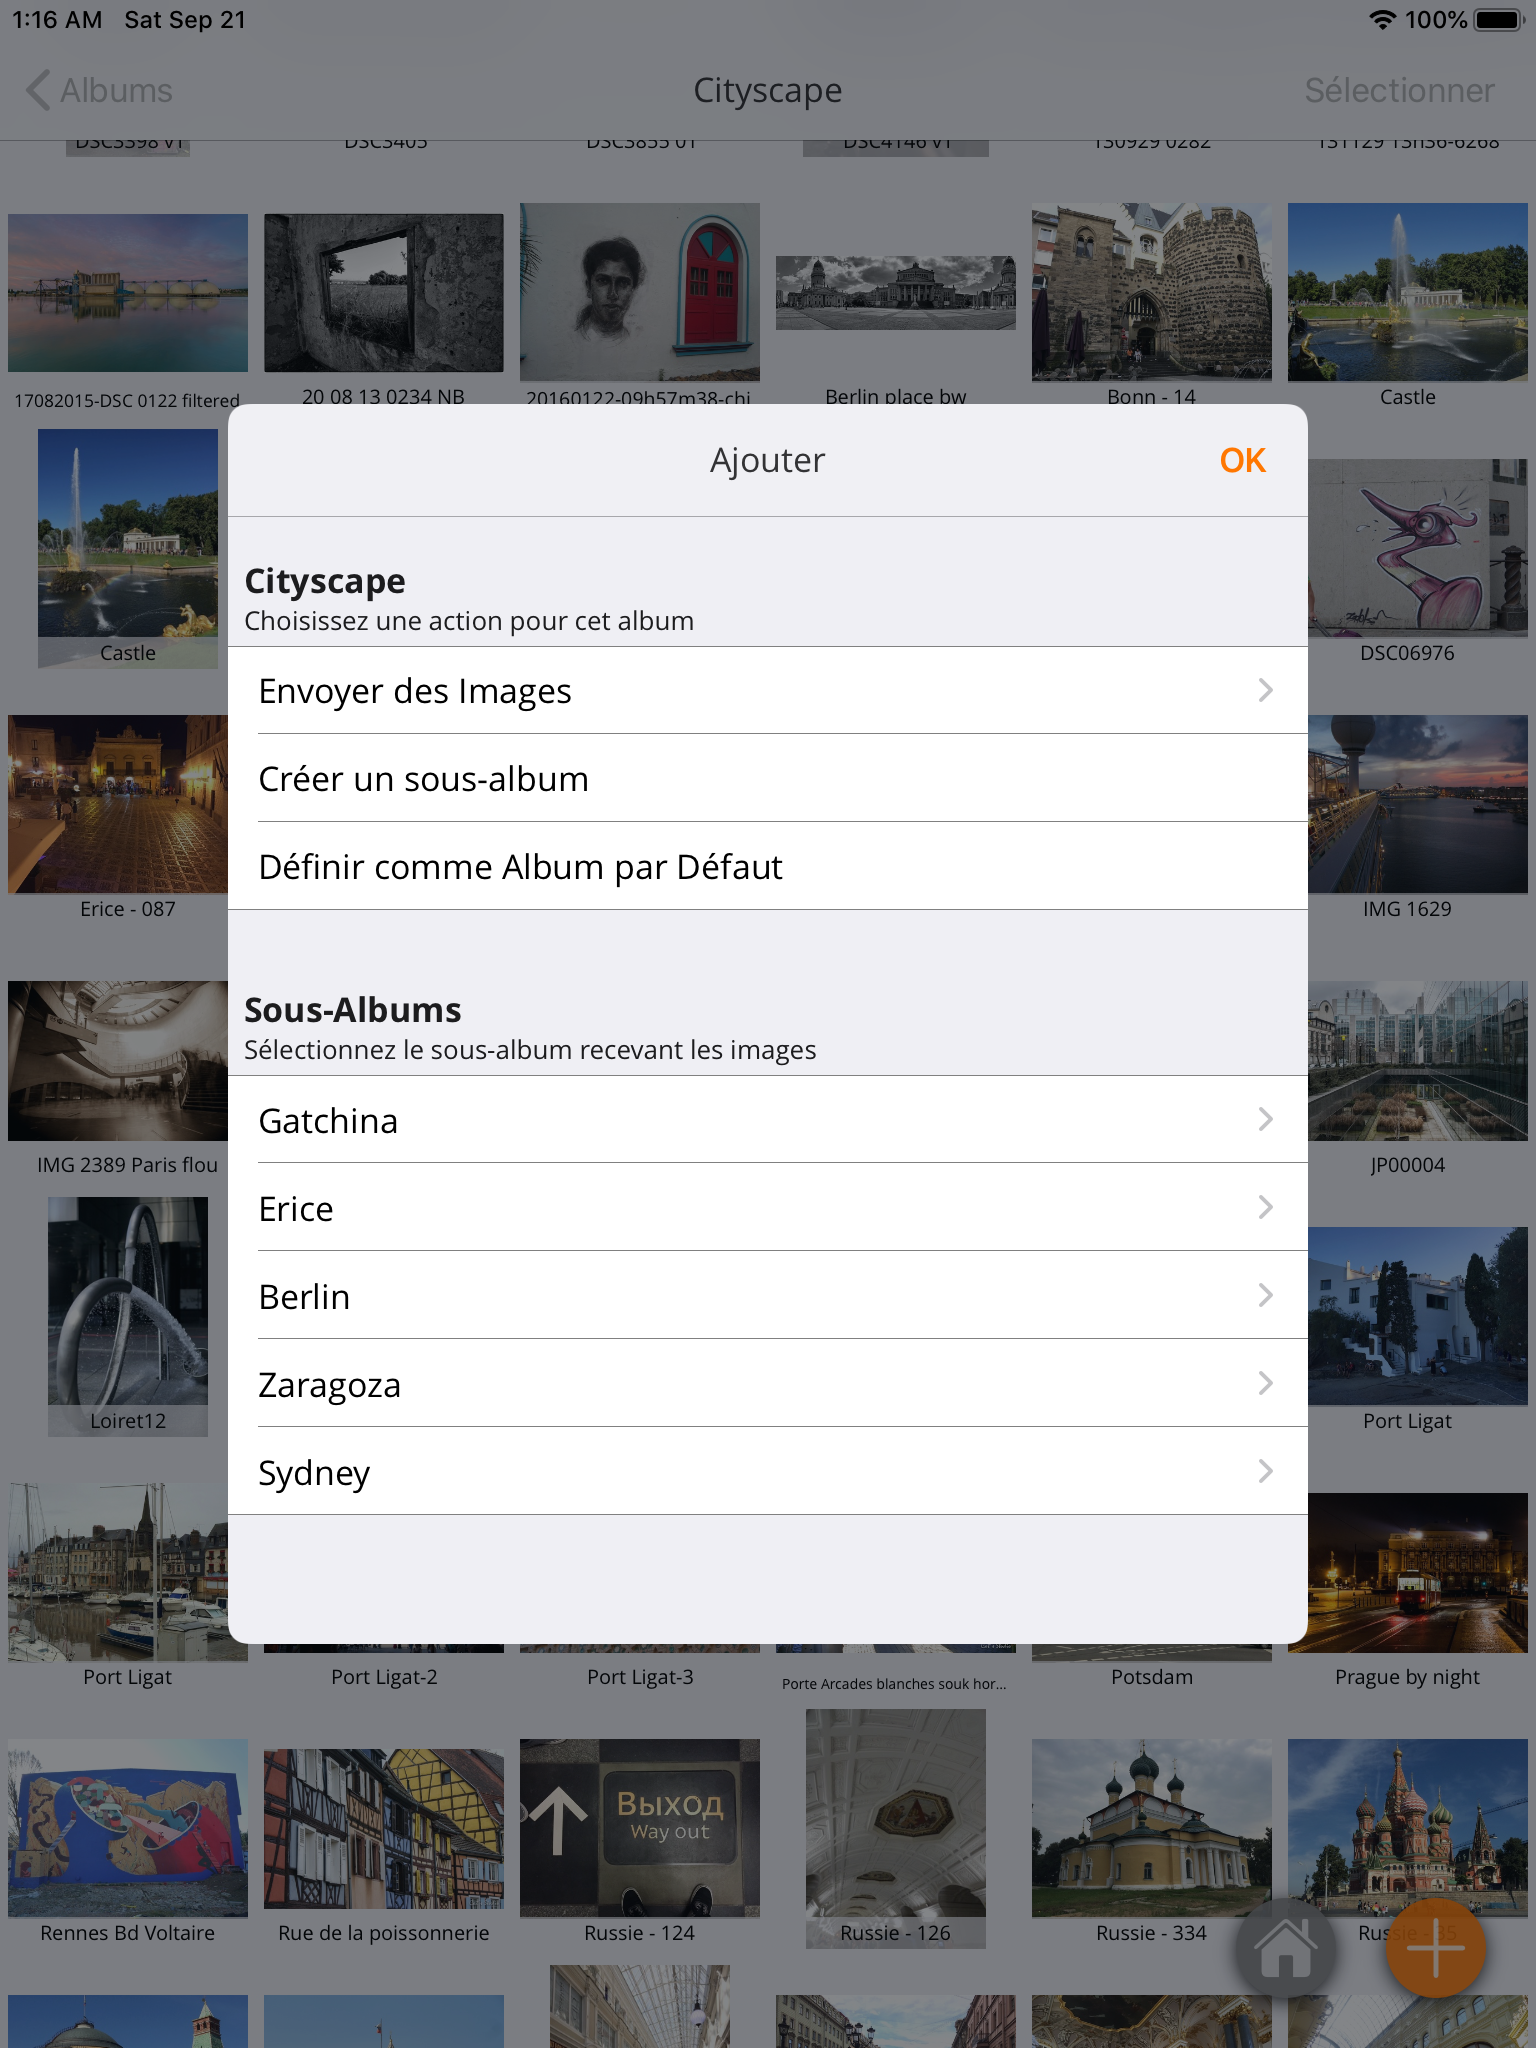 1:16 AM Sat Sep 21 100%
Albums Cityscape Sélectionner
DSC3398 v1 DSC3405 DSC3855 01 DSC4146 v1 130929 0282 131129 13h36-6268
17082015-DSC 0122 filtered 20 08 13 0234 NB 20160122-09h57m38-chi Berlin place bw Bonn - 14 Castle
Ajouter OK
Cityscape
Choisissez une action pour cet album
Castle DSC06976
Envoyer des Images
Créer un sous-album
Définir comme Album par Défaut
Erice - 087 IMG 1629
Sous-Albums
Sélectionnez le sous-album recevant les images
Gatchina
IMG 2389 Paris flou JP00004
Erice
Berlin
Zaragoza
Loiret12 Port Ligat
Sydney
Port Ligat Port Ligat-2 Port Ligat-3 Porte Arcades blanches souk hor... Potsdam Prague by night
Выход
Way out
Rennes Bd Voltaire Rue de la poissonnerie Russie - 124 Russie - 126 Russie - 334 Russie - 35